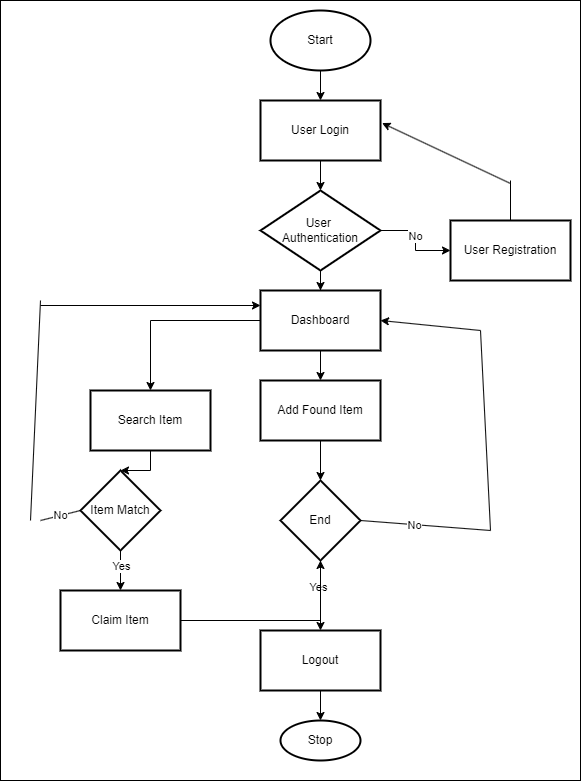 Start
User Login
User
Authentication
No
User Registration
Dashboard
Search Item
Add Found Item
Item Match
No
End
No
Yes
Yes
Claim Item
Logout
Stop